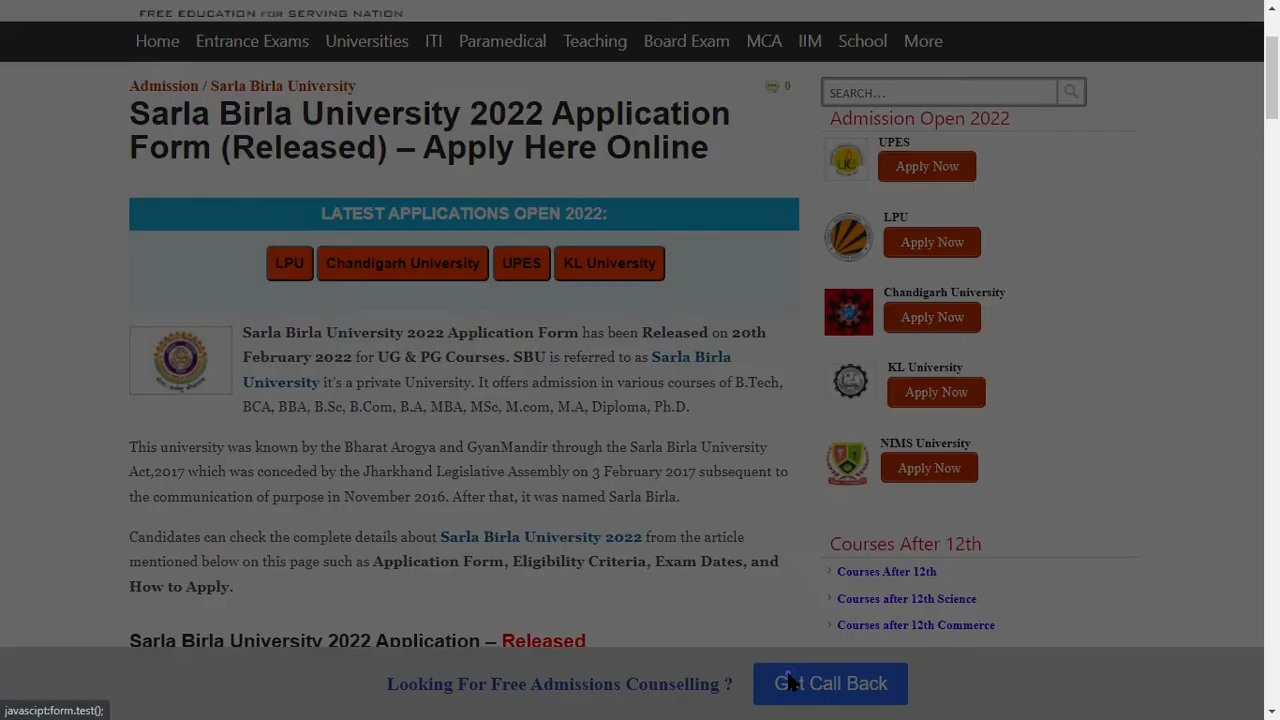 FREE EDUCATION FOR SERVING NATION
Home Entrance Exams Universities ITI Paramedical Teaching Board Exam MCA IIM School More
Admission / Sarla Birla University
0
Sarla Birla University 2022 Application
Form (Released) – Apply Here Online
LATEST APPLICATIONS OPEN 2022:
LPU Chandigarh University UPES KL University
Sarla Birla University 2022 Application Form has been Released on 20th
February 2022 for UG & PG Courses. SBU is referred to as Sarla Birla
University it's a private University. It offers admission in various courses of B.Tech,
BCA, BBA, B.Sc, B.Com, B.A, MBA, MSc, M.com, M.A, Diploma, Ph.D.
This university was known by the Bharat Arogya and GyanMandir through the Sarla Birla University
Act,2017 which was conceded by the Jharkhand Legislative Assembly on 3 February 2017 subsequent to
the communication of purpose in November 2016. After that, it was named Sarla Birla.
Candidates can check the complete details about Sarla Birla University 2022 from the article
mentioned below on this page such as Application Form, Eligibility Criteria, Exam Dates, and
How to Apply.
Sarla Birla University 2022 Application – Released
SEARCH...
Admission Open 2022
UPES
Apply Now
LPU
Apply Now
Chandigarh University
Apply Now
KL University
Apply Now
NIMS University
Apply Now
Courses After 12th
Courses After 12th
Courses after 12th Science
Courses after 12th Commerce
Looking For Free Admissions Counselling ? Get Call Back
javascipt:form.test();